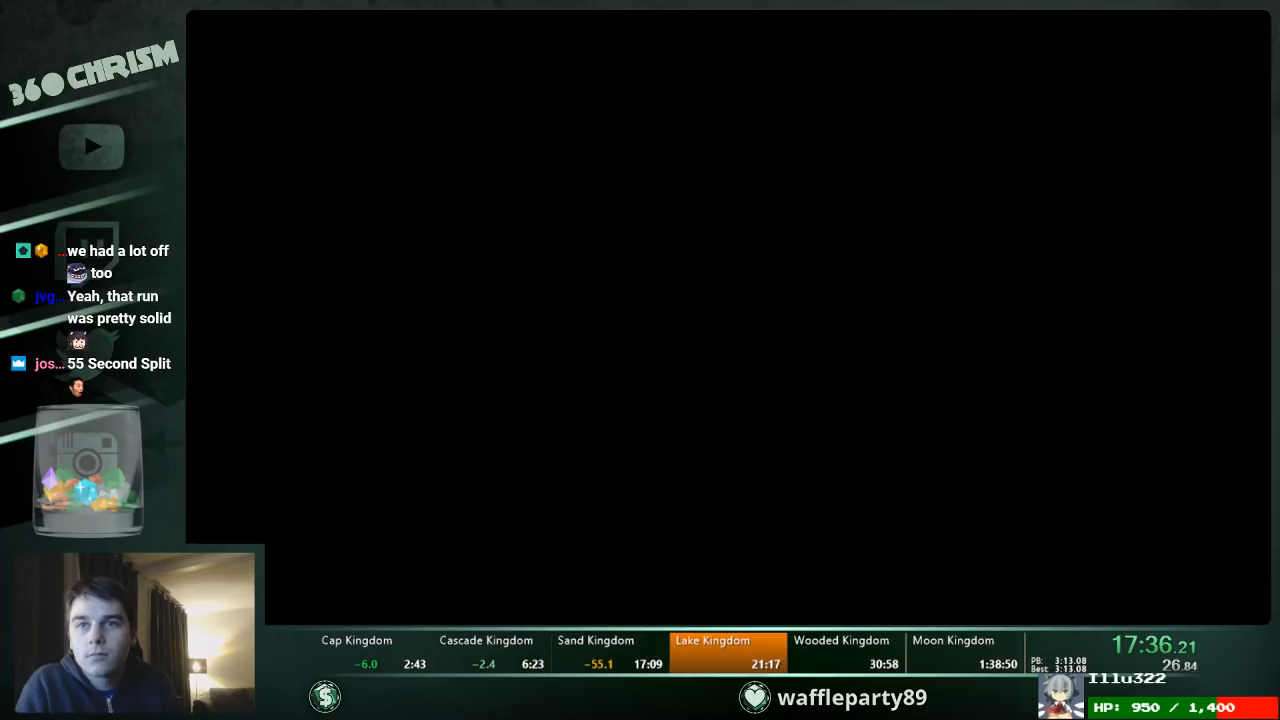 360CHRISM
...we had a lot off
too
jvg... Yeah, that run
was pretty solid
jos... 55 Second Split
Cap Kingdom
-6.0 2:43
Cascade Kingdom
-2.4 6:23
Sand Kingdom
-55.1 17:09
Lake Kingdom
21:17
Wooded Kingdom
30:58
Moon Kingdom
1:38:50
17:36.21
PB: 3:13.08
Best: 3:13.08
26.84
$
waffleparty89
Illu322
HP: 950 / 1,400